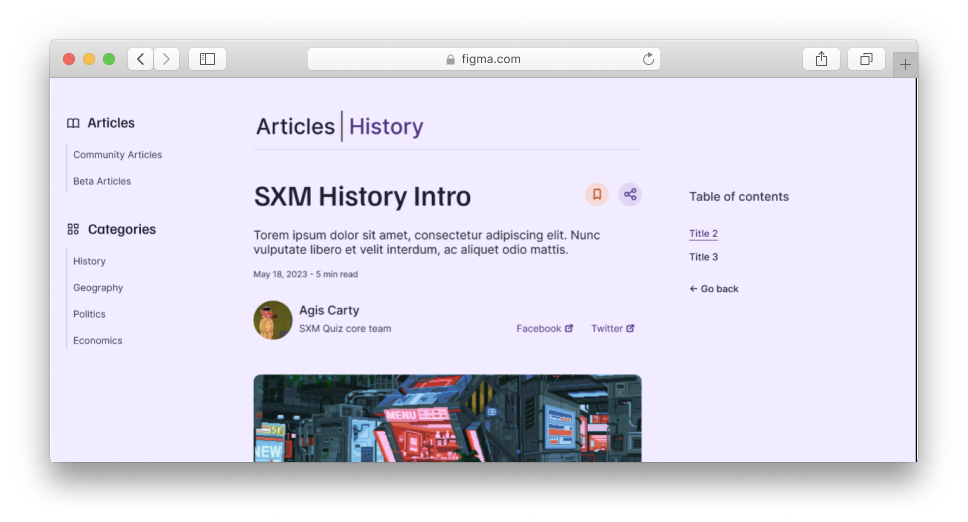 figma.com
Articles
Community Articles
Beta Articles
Categories
History
Geography
Politics
Economics
Articles History
SXM History Intro
Torem ipsum dolor sit amet, consectetur adipiscing elit. Nunc
vulputate libero et velit interdum, ac aliquet odio mattis.
May 18, 2023 - 5 min read
Agis Carty
SXM Quiz core team
Facebook
Twitter
MENU
NEW
Table of contents
Title 2
Title 3
← Go back